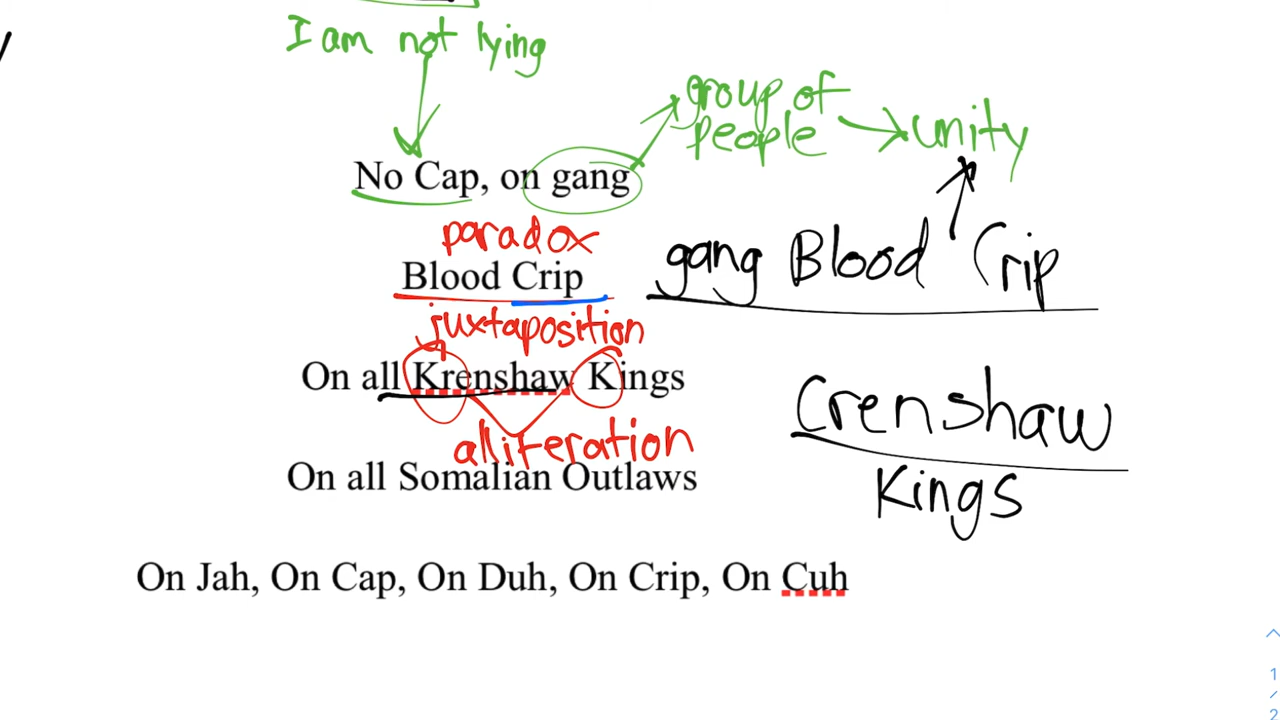 I am not lying
group of
people
unity
No Cap, on gang
paradox
gang Blood Crip
Blood Crip
juxtaposition
On all Krenshaw Kings
Crenshaw
Kings
alliteration
On all Somalian Outlaws
On Jah, On Cap, On Duh, On Crip, On Cuh
1
/
2